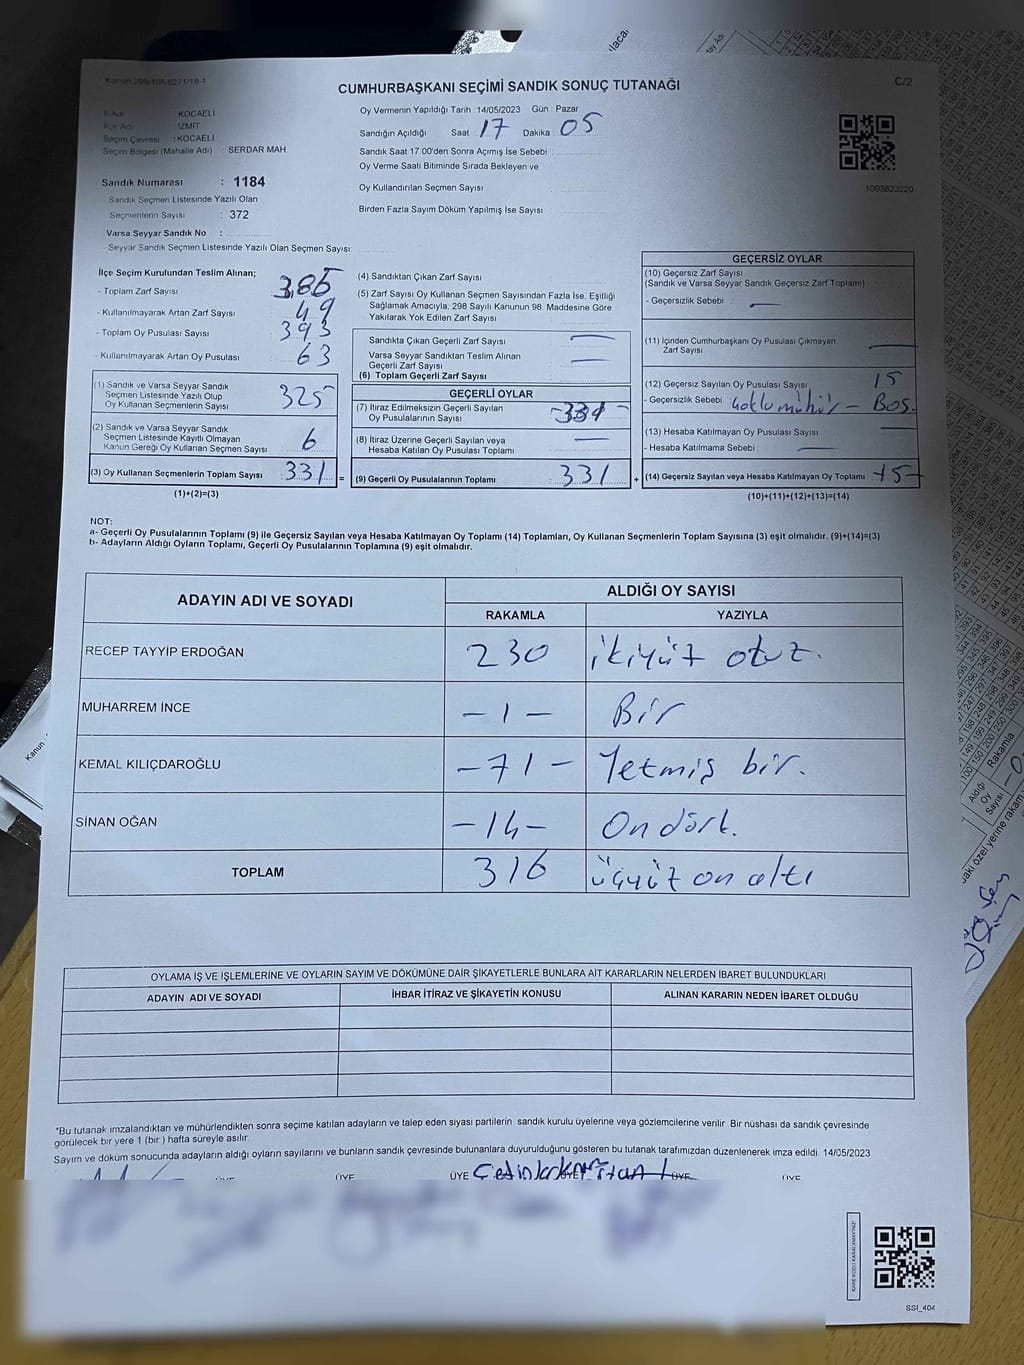 Kanun 298-108-6271/18-1
CUMHURBAŞKANI SEÇİMİ SANDIK SONUÇ TUTANAĞI
C/2
İl Adı : KOCAELİ
İlçe Adı : İZMİT
Seçim Çevresi : KOCAELİ
Seçim Bölgesi (Mahalle Adı) SERDAR MAH.
Oy Vermenin Yapıldığı Tarih : 14/05/2023 Gün : Pazar
Sandığın Açıldığı Saat : 17 Dakika : 05
Sandık Saat 17:00'den Sonra Açımış İse Sebebi :
Oy Verme Saati Bitiminde Sırada Bekleyen ve
Oy Kullandırılan Seçmen Sayısı
Birden Fazla Sayım Döküm Yapılmış İse Sayısı
1093823220
Sandık Numarası : 1184
- Sandık Seçmen Listesinde Yazılı Olan
Seçmenlerin Sayısı : 372
Varsa Seyyar Sandık No :
- Seyyar Sandık Seçmen Listesinde Yazılı Olan Seçmen Sayısı:
İlçe Seçim Kurulundan Teslim Alınan;
- Toplam Zarf Sayısı : 385
- Kullanılmayarak Artan Zarf Sayısı : 49
- Toplam Oy Pusulası Sayısı : 393
- Kullanılmayarak Artan Oy Pusulası : 63
(1) Sandık ve Varsa Seyyar Sandık
Seçmen Listesinde Yazılı Olup
Oy Kullanan Seçmenlerin Sayısı : 325
(2) Sandık ve Varsa Seyyar Sandık
Seçmen Listesinde Kayıtlı Olmayan
Kanun Gereği Oy Kullanan Seçmen Sayısı : 6
(3) Oy Kullanan Seçmenlerin Toplam Sayısı : 331
(1)+(2)=(3)
(4) Sandıktan Çıkan Zarf Sayısı
(5) Zarf Sayısı Oy Kullanan Seçmen Sayısından Fazla İse, Eşitliği
Sağlamak Amacıyla, 298 Sayılı Kanunun 98. Maddesine Göre
Yakılarak Yok Edilen Zarf Sayısı
Sandıkta Çıkan Geçerli Zarf Sayısı : —
Varsa Seyyar Sandıktan Teslim Alınan
Geçerli Zarf Sayısı : —
(6) Toplam Geçerli Zarf Sayısı
GEÇERLİ OYLAR
(7) İtiraz Edilmeksizin Geçerli Sayılan
Oy Pusulalarının Sayısı : -331-
(8) İtiraz Üzerine Geçerli Sayılan veya
Hesaba Katılan Oy Pusulası Toplamı : —
= (9) Geçerli Oy Pusulalarının Toplamı : 331
GEÇERSİZ OYLAR
(10) Geçersiz Zarf Sayısı
(Sandık ve Varsa Seyyar Sandık Geçersiz Zarf Toplamı)
- Geçersizlik Sebebi : —
(11) İçinden Cumhurbaşkanı Oy Pusulası Çıkmayan
Zarf Sayısı : —
(12) Geçersiz Sayılan Oy Pusulası Sayısı : 15
- Geçersizlik Sebebi : Çoklu mühür - Boş.
(13) Hesaba Katılmayan Oy Pusulası Sayısı : —
- Hesaba Katılmama Sebebi : —
+ (14) Geçersiz Sayılan veya Hesaba Katılmayan Oy Toplamı : 15-
(10)+(11)+(12)+(13)=(14)
NOT:
a- Geçerli Oy Pusulalarının Toplamı (9) ile Geçersiz Sayılan veya Hesaba Katılmayan Oy Toplamı (14) Toplamları, Oy Kullanan Seçmenlerin Toplam Sayısına (3) eşit olmalıdır. (9)+(14)=(3)
b- Adayların Aldığı Oyların Toplamı, Geçerli Oy Pusulalarının Toplamına (9) eşit olmalıdır.
ADAYIN ADI VE SOYADI
ALDIĞI OY SAYISI
RAKAMLA YAZIYLA
RECEP TAYYİP ERDOĞAN 230 ikiyüz otuz.
MUHARREM İNCE -1- Bir
KEMAL KILIÇDAROĞLU -71- Yetmiş bir.
SİNAN OĞAN -14- On dört.
TOPLAM 316 üçyüz on altı
OYLAMA İŞ VE İŞLEMLERİNE VE OYLARIN SAYIM VE DÖKÜMÜNE DAİR ŞİKAYETLERLE BUNLARA AİT KARARLARIN NELERDEN İBARET BULUNDUKLARI
ADAYIN ADI VE SOYADI İHBAR İTİRAZ VE ŞİKAYETİN KONUSU ALINAN KARARIN NEDEN İBARET OLDUĞU
*Bu tutanak imzalandıktan ve mühürlendikten sonra seçime katılan adayların ve talep eden siyasi partilerin sandık kurulu üyelerine veya gözlemcilerine verilir. Bir nüshası da sandık çevresinde
görülecek bir yere 1 (bir) hafta süreyle asılır.
Sayım ve döküm sonucunda adayların aldığı oyların sayılarını ve bunların sandık çevresinde bulunanlara duyurulduğunu gösteren bu tutanak tarafımızdan düzenlenerek imza edildi. 14/05/2023
ÜYE ÜYE ÜYE ÜYE ÜYE ÜYE
SSI_404
Kanun
Rakamla
Aldığı
Oy
Sayısı